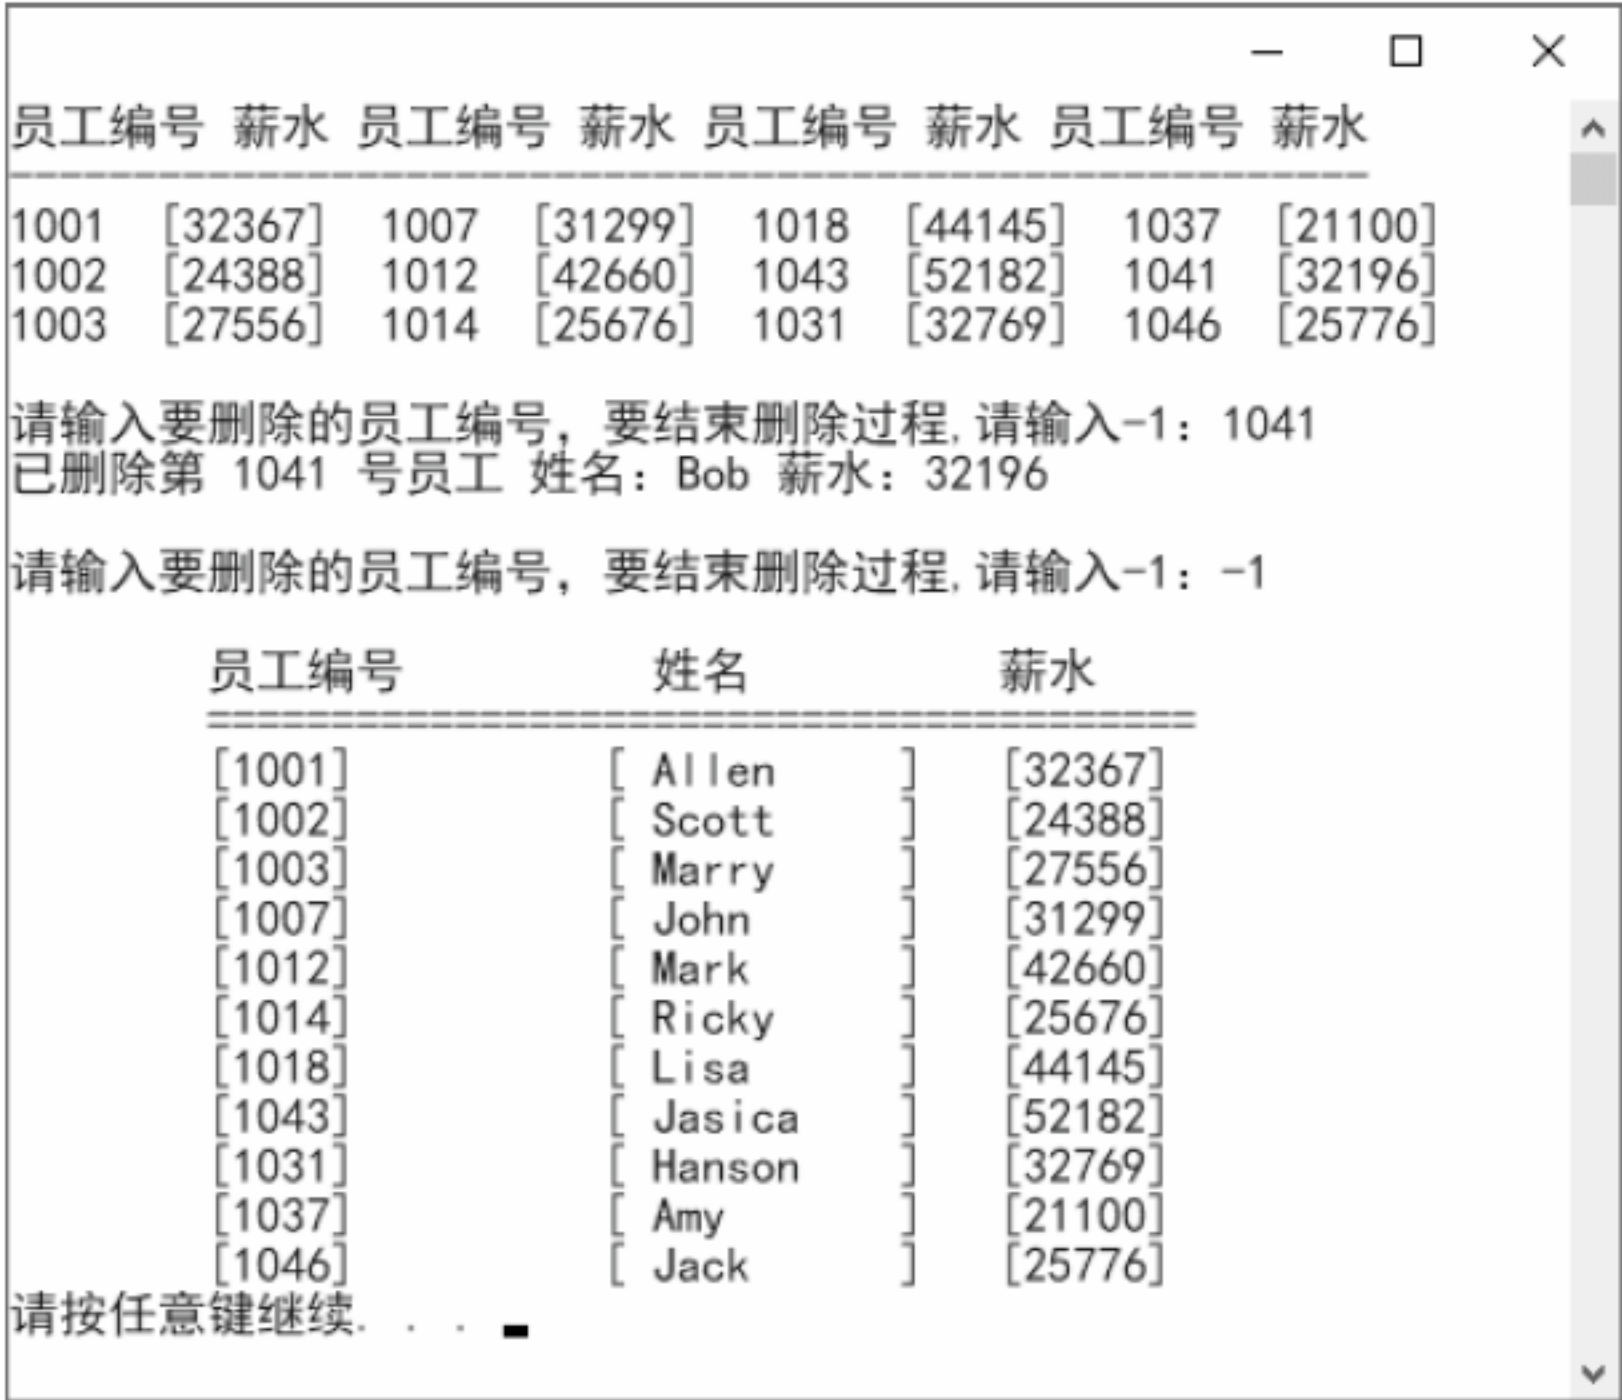 员工编号 薪水 员工编号 薪水 员工编号 薪水 员工编号 薪水
-------------------------------------------------------
1001  [32367]  1007  [31299]  1018  [44145]  1037  [21100]
1002  [24388]  1012  [42660]  1043  [52182]  1041  [32196]
1003  [27556]  1014  [25676]  1031  [32769]  1046  [25776]
请输入要删除的员工编号，要结束删除过程,请输入-1：1041
已删除第 1041 号员工 姓名：Bob 薪水：32196
请输入要删除的员工编号，要结束删除过程,请输入-1：-1
员工编号 姓名 薪水
========================================
[1001] [ Allen ] [32367]
[1002] [ Scott ] [24388]
[1003] [ Marry ] [27556]
[1007] [ John ] [31299]
[1012] [ Mark ] [42660]
[1014] [ Ricky ] [25676]
[1018] [ Lisa ] [44145]
[1043] [ Jasica ] [52182]
[1031] [ Hanson ] [32769]
[1037] [ Amy ] [21100]
[1046] [ Jack ] [25776]
请按任意键继续. . .